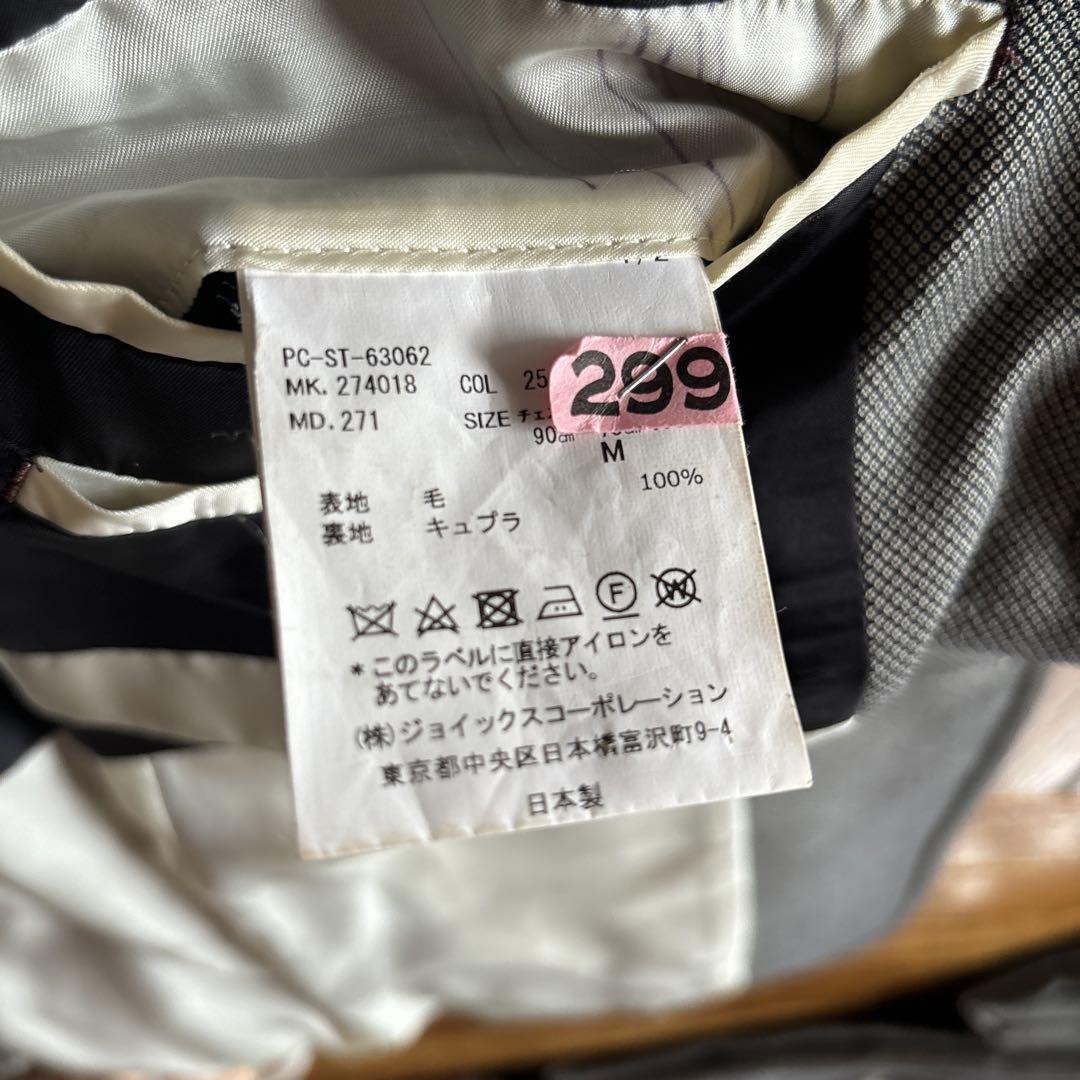 PC-ST-63062
MK. 274018 COL 25
299
MD. 271 SIZE
90cm
M
100%
表地 毛
裏地 キュプラ
F W
*このラベルに直接アイロンを
あてないでください。
(株)ジョイックスコーポレーション
東京都中央区日本橋富沢町9-4
日本製